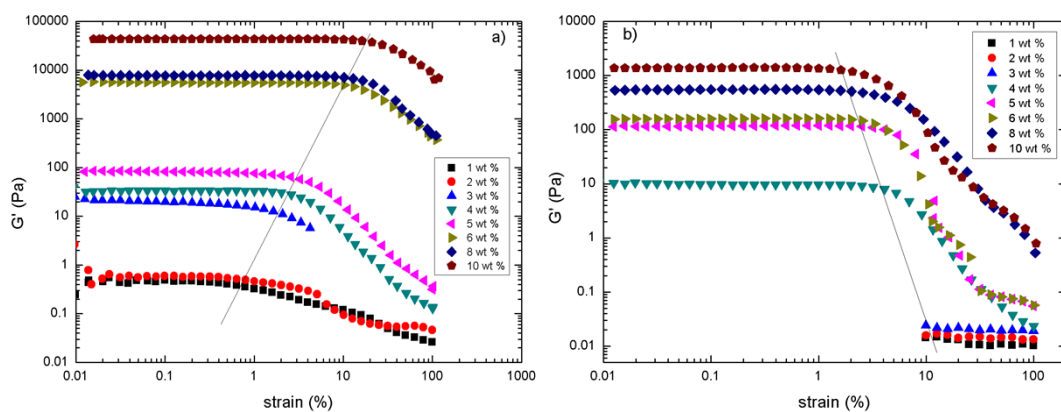 a)
100000
10000
1000
100
10
1
0.1
0.01
G' (Pa)
0.01
0.1
1
10
100
1000
strain (%)
1 wt %
2 wt %
3 wt %
4 wt %
5 wt %
6 wt %
8 wt %
10 wt %
b)
10000
1000
100
10
1
0.1
0.01
G' (Pa)
0.1
1
10
100
strain (%)
1 wt %
2 wt %
3 wt %
4 wt %
5 wt %
6 wt %
8 wt %
10 wt %